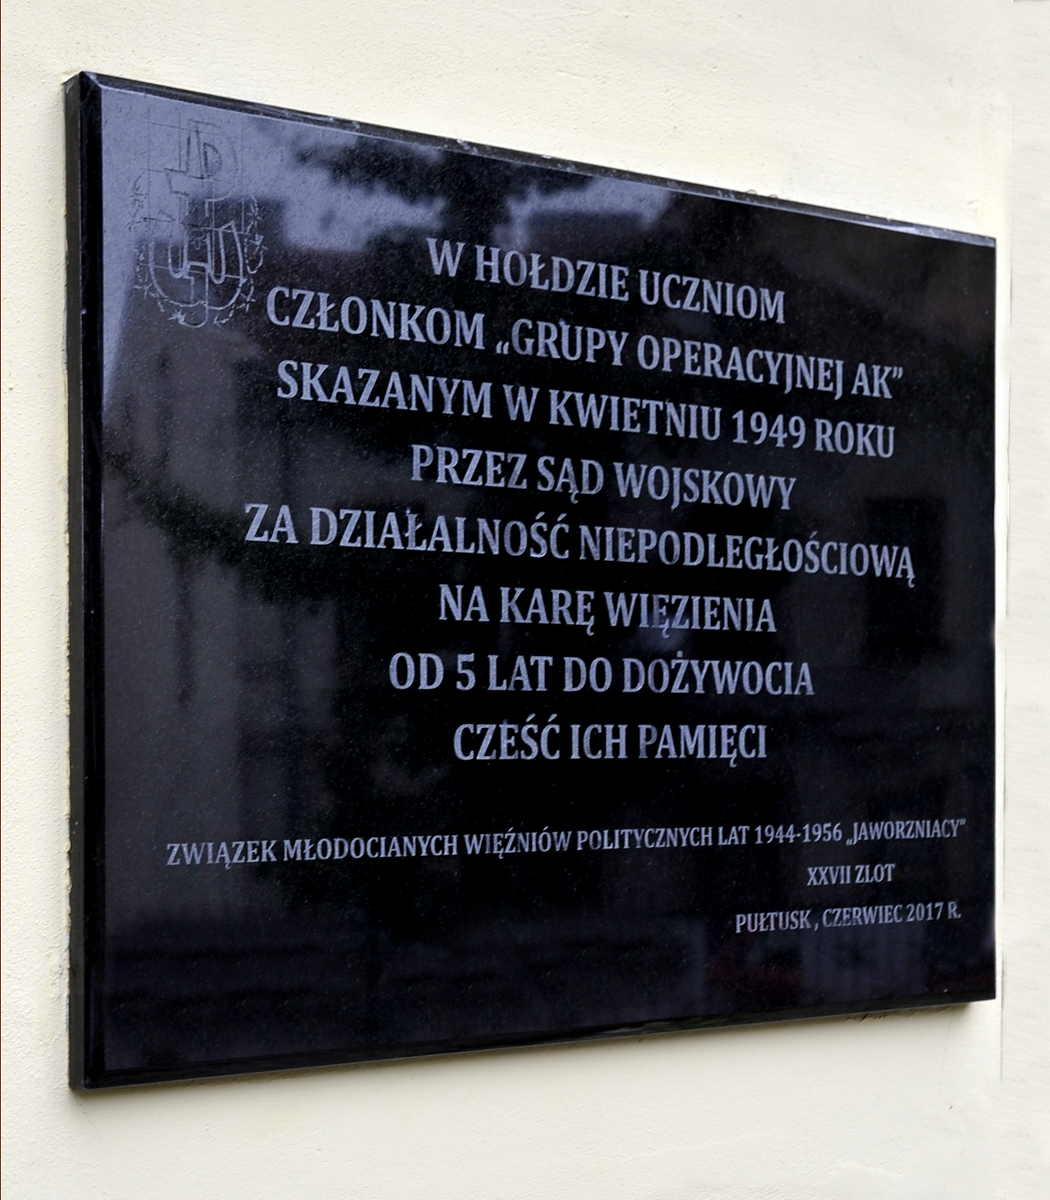 W HOŁDZIE UCZNIOM
CZŁONKOM „GRUPY OPERACYJNEJ AK”
SKAZANYM W KWIETNIU 1949 ROKU
PRZEZ SĄD WOJSKOWY
ZA DZIAŁALNOŚĆ NIEPODLEGŁOŚCIOWĄ
NA KARĘ WIĘZIENIA
OD 5 LAT DO DOŻYWOCIA
CZEŚĆ ICH PAMIĘCI
ZWIĄZEK MŁODOCIANYCH WIĘŹNIÓW POLITYCZNYCH LAT 1944-1956 „JAWORZNIACY”
XXVII ZLOT
PUŁTUSK , CZERWIEC 2017 R.